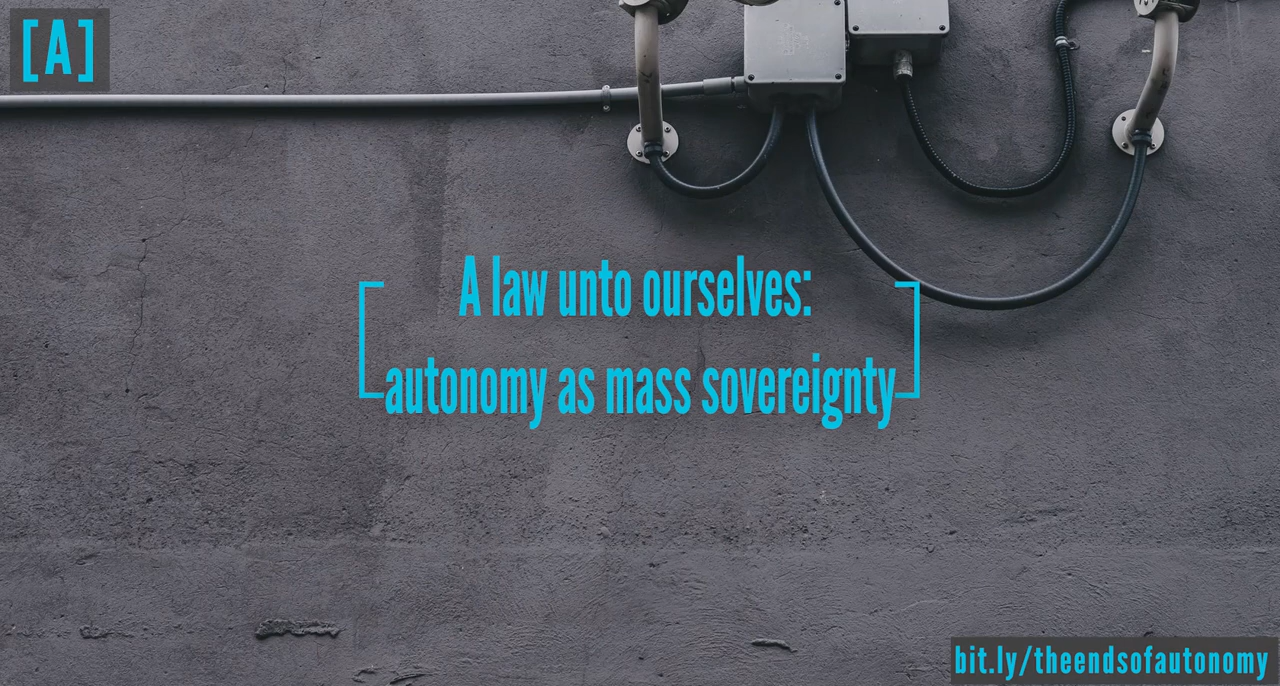 [A]
A law unto ourselves:
autonomy as mass sovereignty
bit.ly/theendsofautonomy